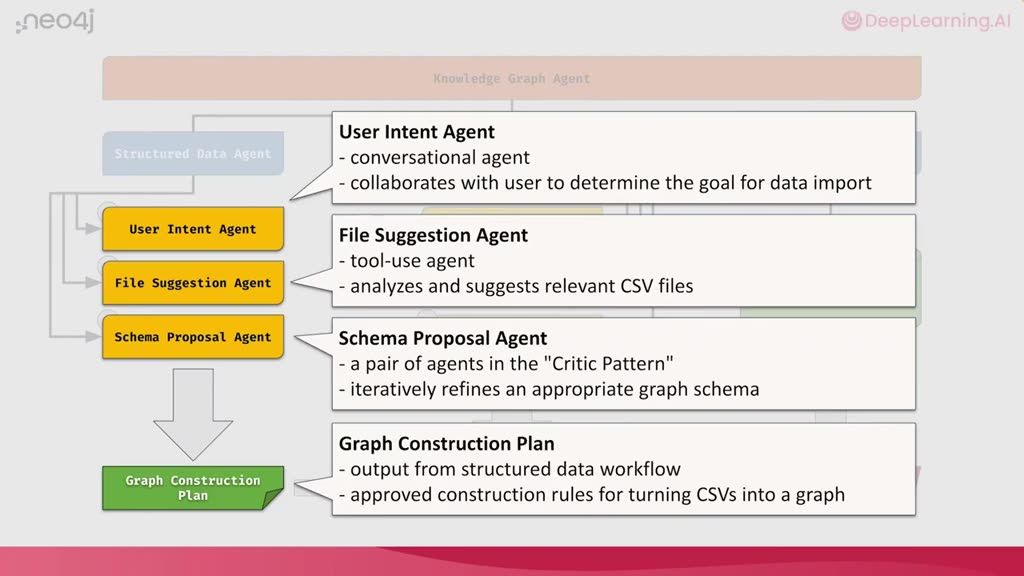 neo4j
DeepLearning.AI
Knowledge Graph Agent
Structured Data Agent
User Intent Agent
- conversational agent
- collaborates with user to determine the goal for data import
User Intent Agent
File Suggestion Agent
- tool-use agent
- analyzes and suggests relevant CSV files
File Suggestion Agent
Schema Proposal Agent
- a pair of agents in the "Critic Pattern"
- iteratively refines an appropriate graph schema
Schema Proposal Agent
Graph Construction Plan
- output from structured data workflow
- approved construction rules for turning CSVs into a graph
Graph Construction
Plan